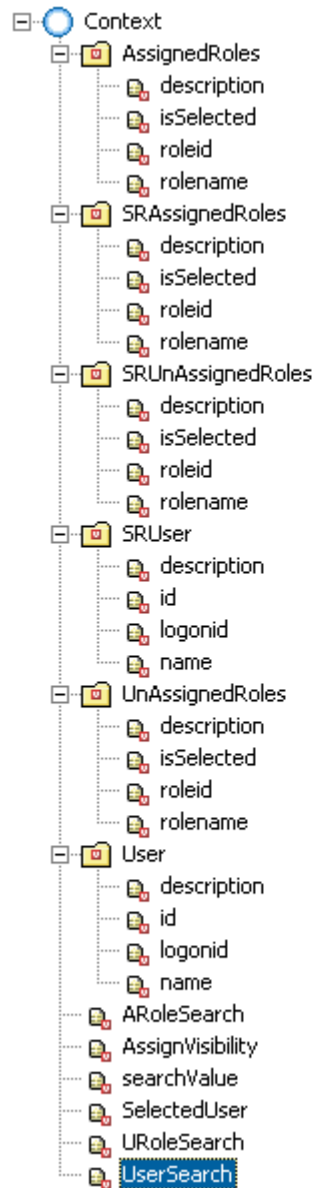 Context
AssignedRoles
description
isSelected
roleid
rolename
SRAssignedRoles
description
isSelected
roleid
rolename
SRUnAssignedRoles
description
isSelected
roleid
rolename
SRUser
description
id
logonid
name
UnAssignedRoles
description
isSelected
roleid
rolename
User
description
id
logonid
name
ARoleSearch
AssignVisibility
searchValue
SelectedUser
URoleSearch
UserSearch